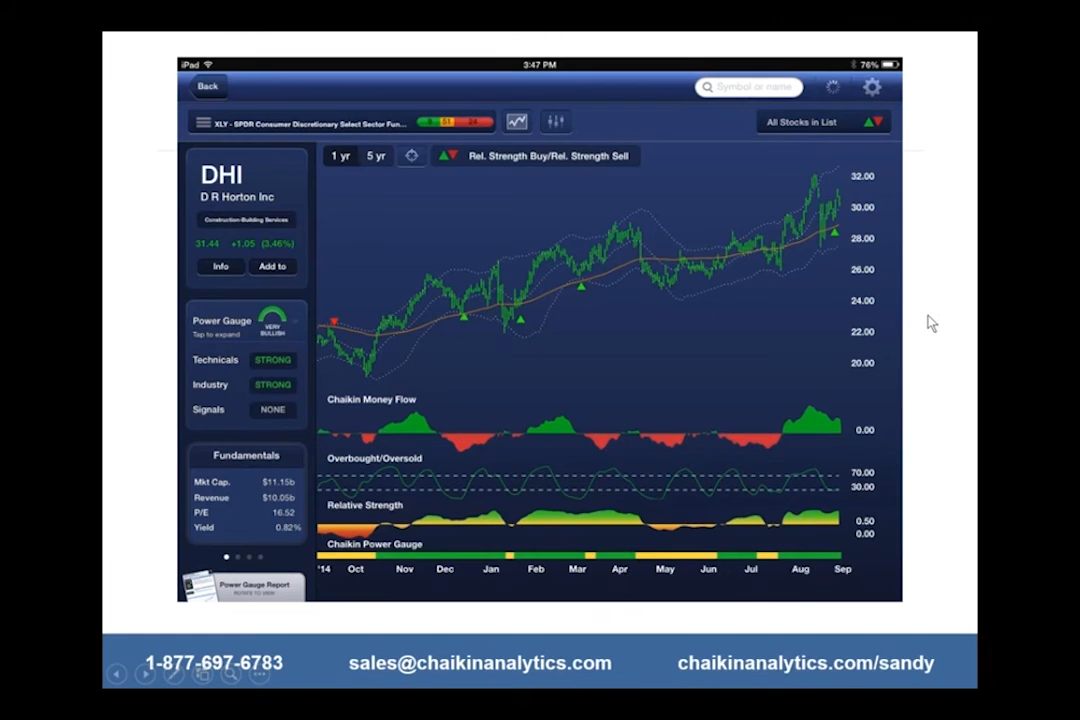 iPad
3:47 PM
76%
Back
Symbol or name
XLY - SPDR Consumer Discretionary Select Sector Fun...
51
24
All Stocks in List
DHI
D R Horton Inc
Construction-Building Services
31.44 +1.05 (3.46%)
Info
Add to
1 yr
5 yr
Rel. Strength Buy/Rel. Strength Sell
32.00
30.00
28.00
26.00
24.00
22.00
20.00
Power Gauge
Tap to expand
VERY
BULLISH
Technicals STRONG
Industry STRONG
Signals NONE
Chaikin Money Flow
0.00
Overbought/Oversold
70.00
30.00
Relative Strength
0.50
0.00
Chaikin Power Gauge
'14 Oct Nov Dec Jan Feb Mar Apr May Jun Jul Aug Sep
Fundamentals
Mkt Cap. $11.15b
Revenue $10.05b
P/E 16.52
Yield 0.82%
Power Gauge Report
ROTATE TO VIEW
1-877-697-6783
sales@chaikinanalytics.com
chaikinanalytics.com/sandy